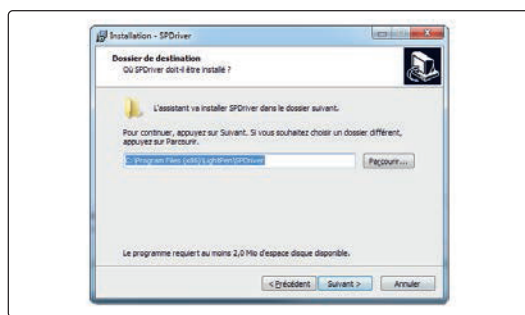 Installation - SPDriver
Dossier de destination
Où SPDriver doit-il être installé ?
L'assistant va installer SPDriver dans le dossier suivant.
Pour continuer, appuyez sur Suivant. Si vous souhaitez choisir un dossier différent,
appuyez sur Parcourir.
C:\Program Files (x86)\LightPen\SPDriver
Parcourir...
Le programme requiert au moins 2,0 Mio d'espace disque disponible.
< Précédent Suivant > Annuler